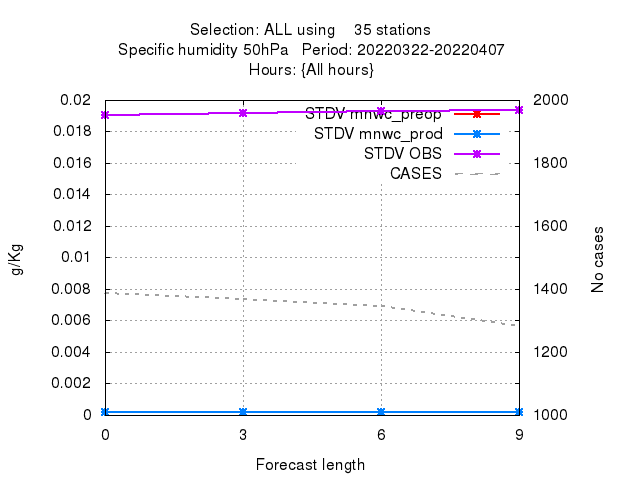 Selection: ALL using 35 stations
Specific humidity 50hPa Period: 20220322-20220407
Hours: {All hours}
0.02
0.018
0.016
0.014
0.012
0.01
0.008
0.006
0.004
0.002
0
g/Kg
STDV mnwc_preop
STDV mnwc_prod
STDV OBS
CASES
2000
1800
1600
1400
1200
1000
No cases
0 3 6 9
Forecast length